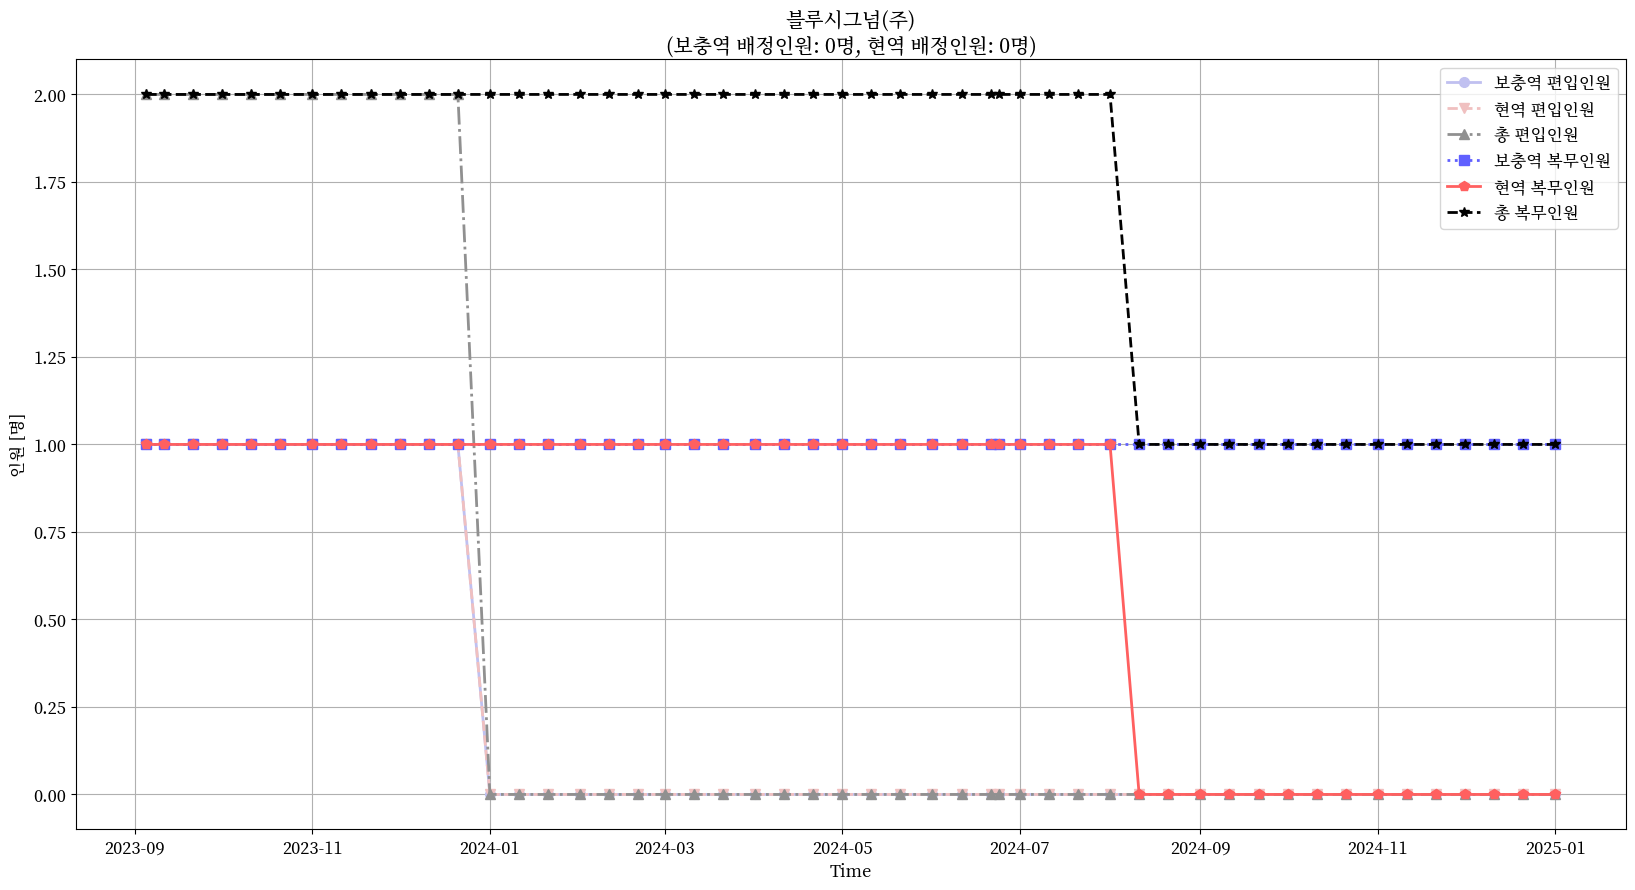 블루시그넘(주)
(보충역 배정인원: 0명, 현역 배정인원: 0명)
보충역 편입인원
현역 편입인원
총 편입인원
보충역 복무인원
현역 복무인원
총 복무인원
2.00
1.75
1.50
1.25
1.00
0.75
0.50
0.25
0.00
인원 [명]
2023-09 2023-11 2024-01 2024-03 2024-05 2024-07 2024-09 2024-11 2025-01
Time